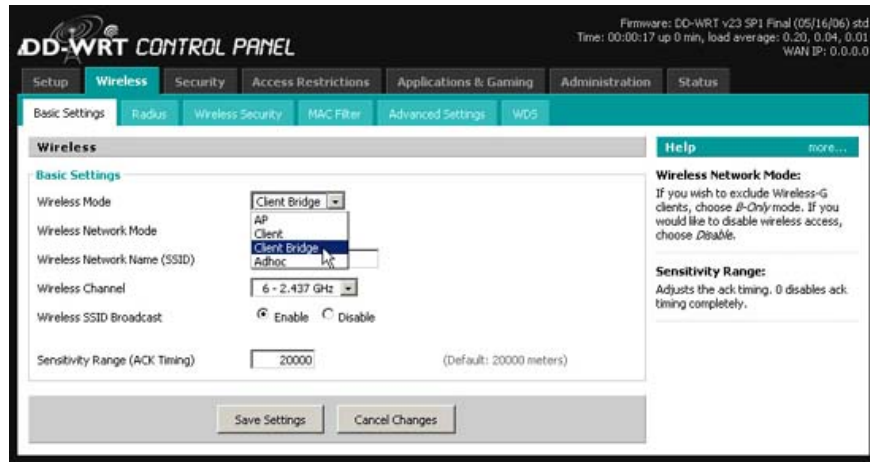 Firmware: DD-WRT v23 SP1 Final (05/16/06) std
Time: 00:00:17 up 0 min, load average: 0.20, 0.04, 0.01
WAN IP: 0.0.0.0
DD-WRT CONTROL PANEL
Setup Wireless Security Access Restrictions Applications & Gaming Administration Status
Basic Settings Radius Wireless Security MAC Filter Advanced Settings WDS
Wireless
Basic Settings
Wireless Mode Client Bridge
AP
Client
Client Bridge
Adhoc
Wireless Network Mode
Wireless Network Name (SSID)
Wireless Channel 6 - 2.437 GHz
Wireless SSID Broadcast Enable Disable
Sensitivity Range (ACK Timing) 20000 (Default: 20000 meters)
Save Settings Cancel Changes
Help more...
Wireless Network Mode:
If you wish to exclude Wireless-G
clients, choose B-Only mode. If you
would like to disable wireless access,
choose Disable.
Sensitivity Range:
Adjusts the ack timing. 0 disables ack
timing completely.